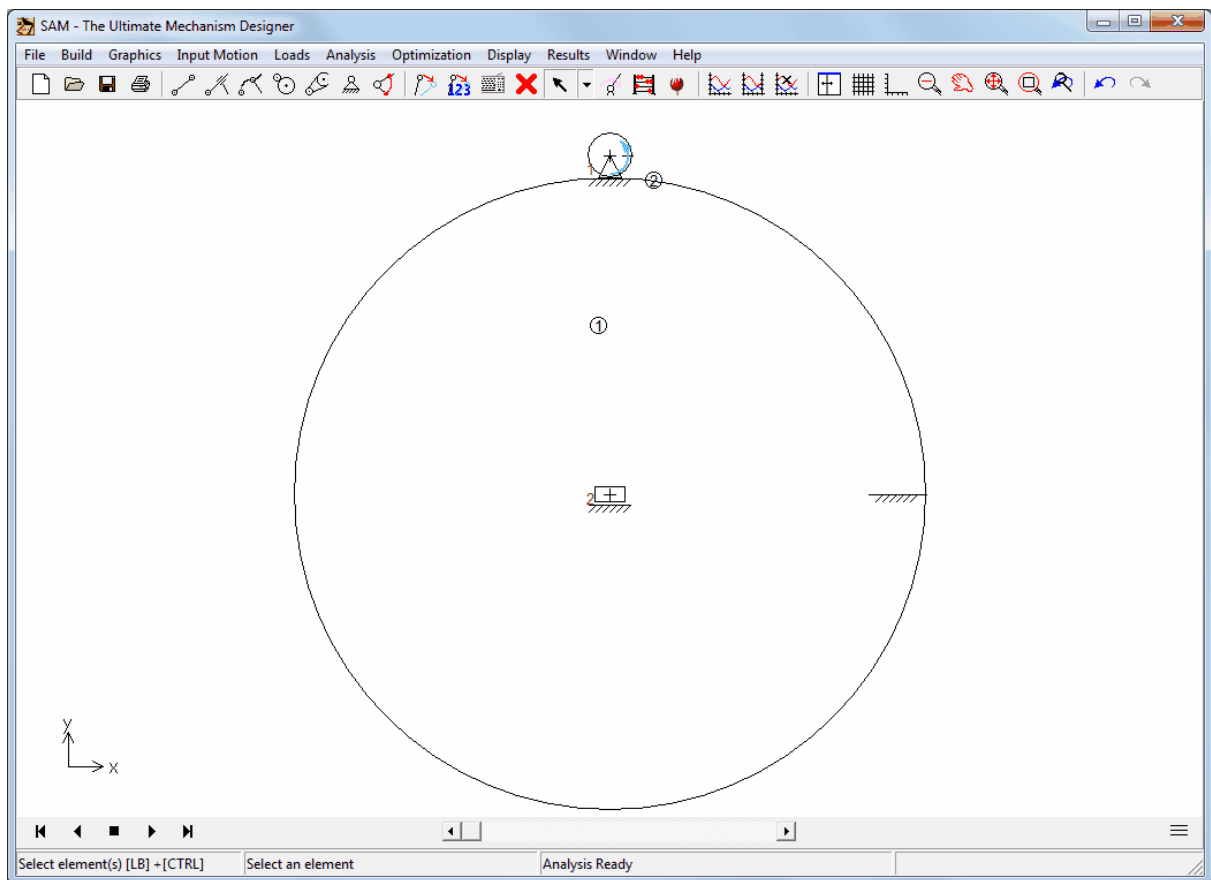 SAM - The Ultimate Mechanism Designer
File Build Graphics Input Motion Loads Analysis Optimization Display Results Window Help
123
1
2
1
2
y
x
Select element(s) [LB] +[CTRL] Select an element Analysis Ready